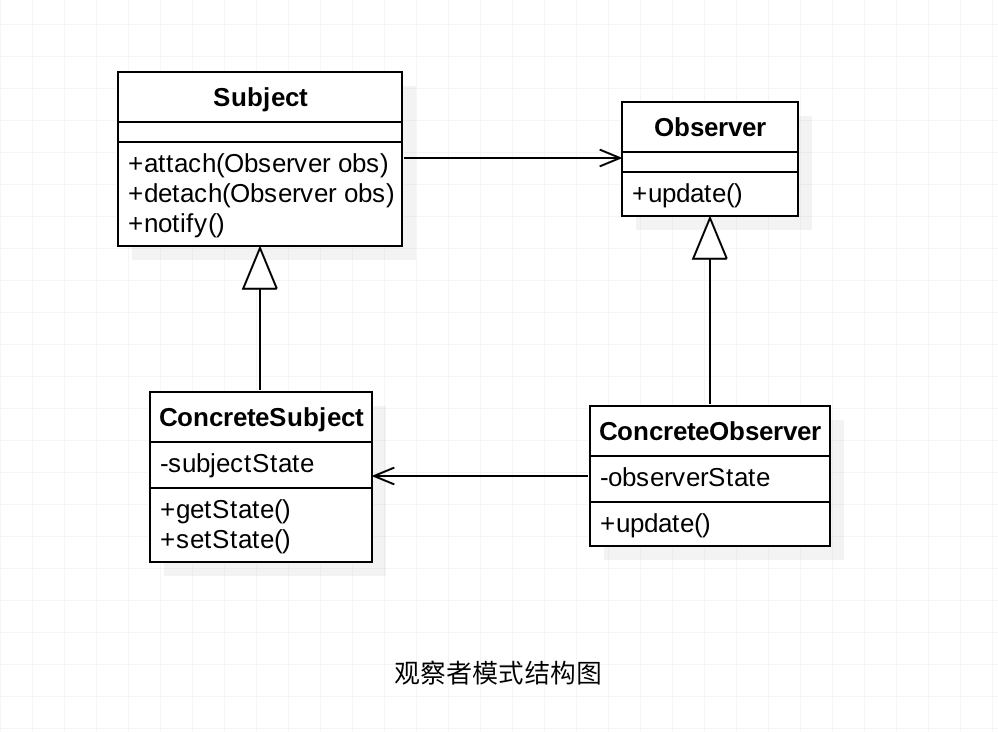 Subject
+attach(Observer obs)
+detach(Observer obs)
+notify()
Observer
+update()
ConcreteSubject
-subjectState
+getState()
+setState()
ConcreteObserver
-observerState
+update()
观察者模式结构图